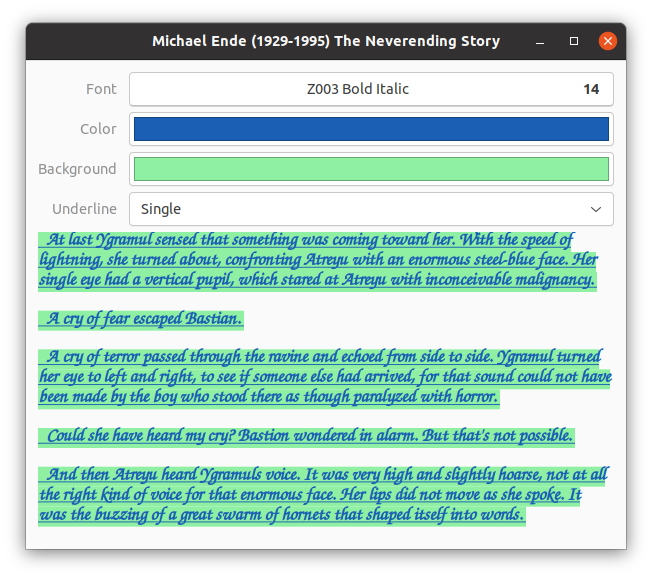 Michael Ende (1929-1995) The Neverending Story
Font Z003 Bold Italic 14
Color
Background
Underline Single
At last Ygramul sensed that something was coming toward her. With the speed of
lightning, she turned about, confronting Atreyu with an enormous steel-blue face. Her
single eye had a vertical pupil, which stared at Atreyu with inconceivable malignancy.
A cry of fear escaped Bastian.
A cry of terror passed through the ravine and echoed from side to side. Ygramul turned
her eye to left and right, to see if someone else had arrived, for that sound could not have
been made by the boy who stood there as though paralyzed with horror.
Could she have heard my cry? Bastion wondered in alarm. But that's not possible.
And then Atreyu heard Ygramuls voice. It was very high and slightly hoarse, not at all
the right kind of voice for that enormous face. Her lips did not move as she spoke. It
was the buzzing of a great swarm of hornets that shaped itself into words.